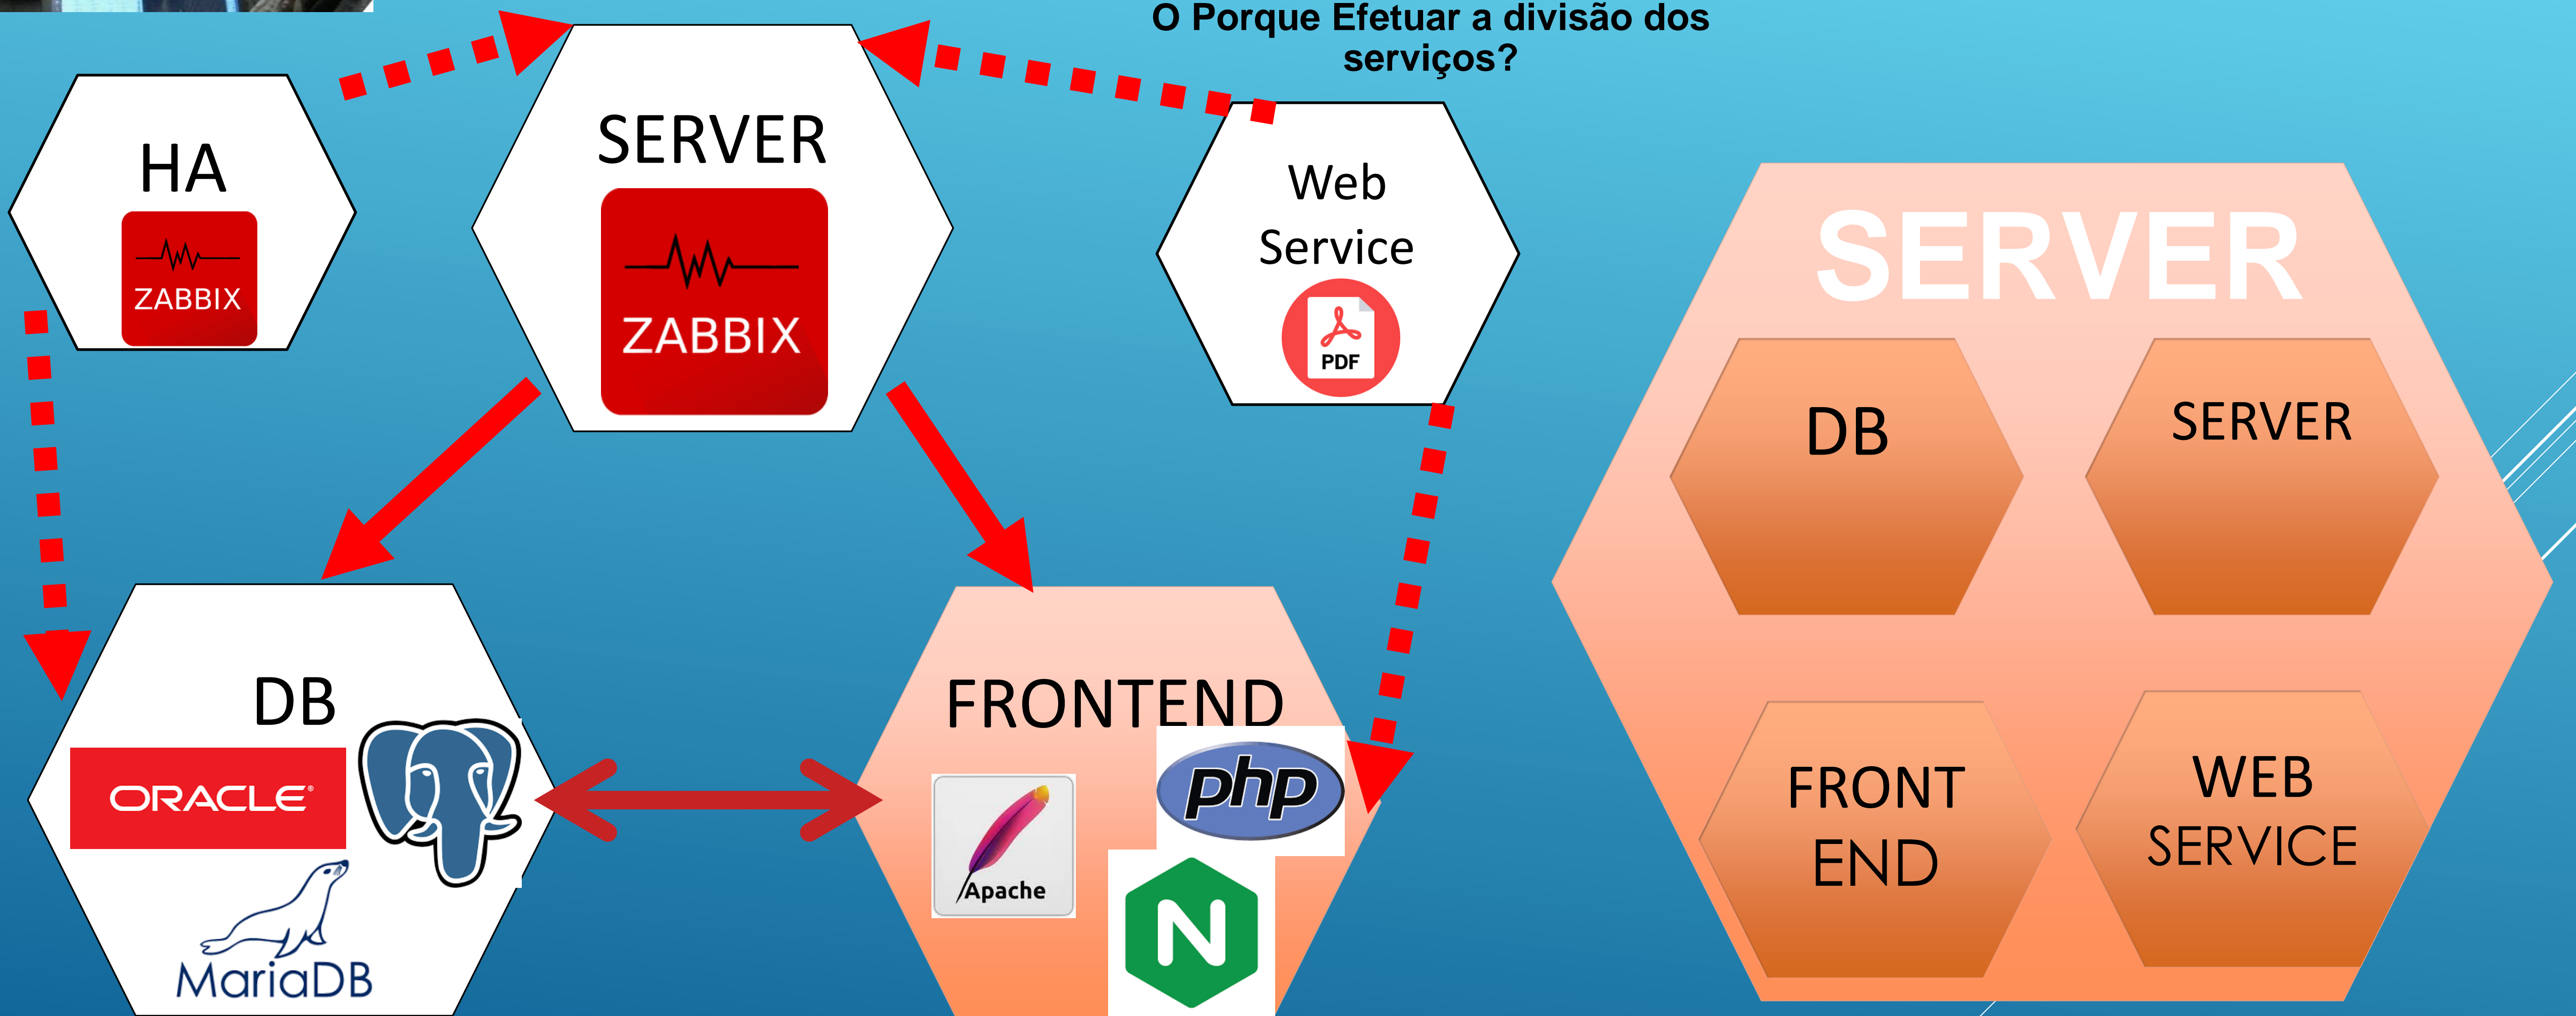 O Porque Efetuar a divisão dos
serviços?
HA
ZABBIX
SERVER
ZABBIX
Web
Service
PDF
DB
ORACLE®
MariaDB
FRONTEND
php
Apache
N
SERVER
DB
SERVER
FRONT
END
WEB
SERVICE